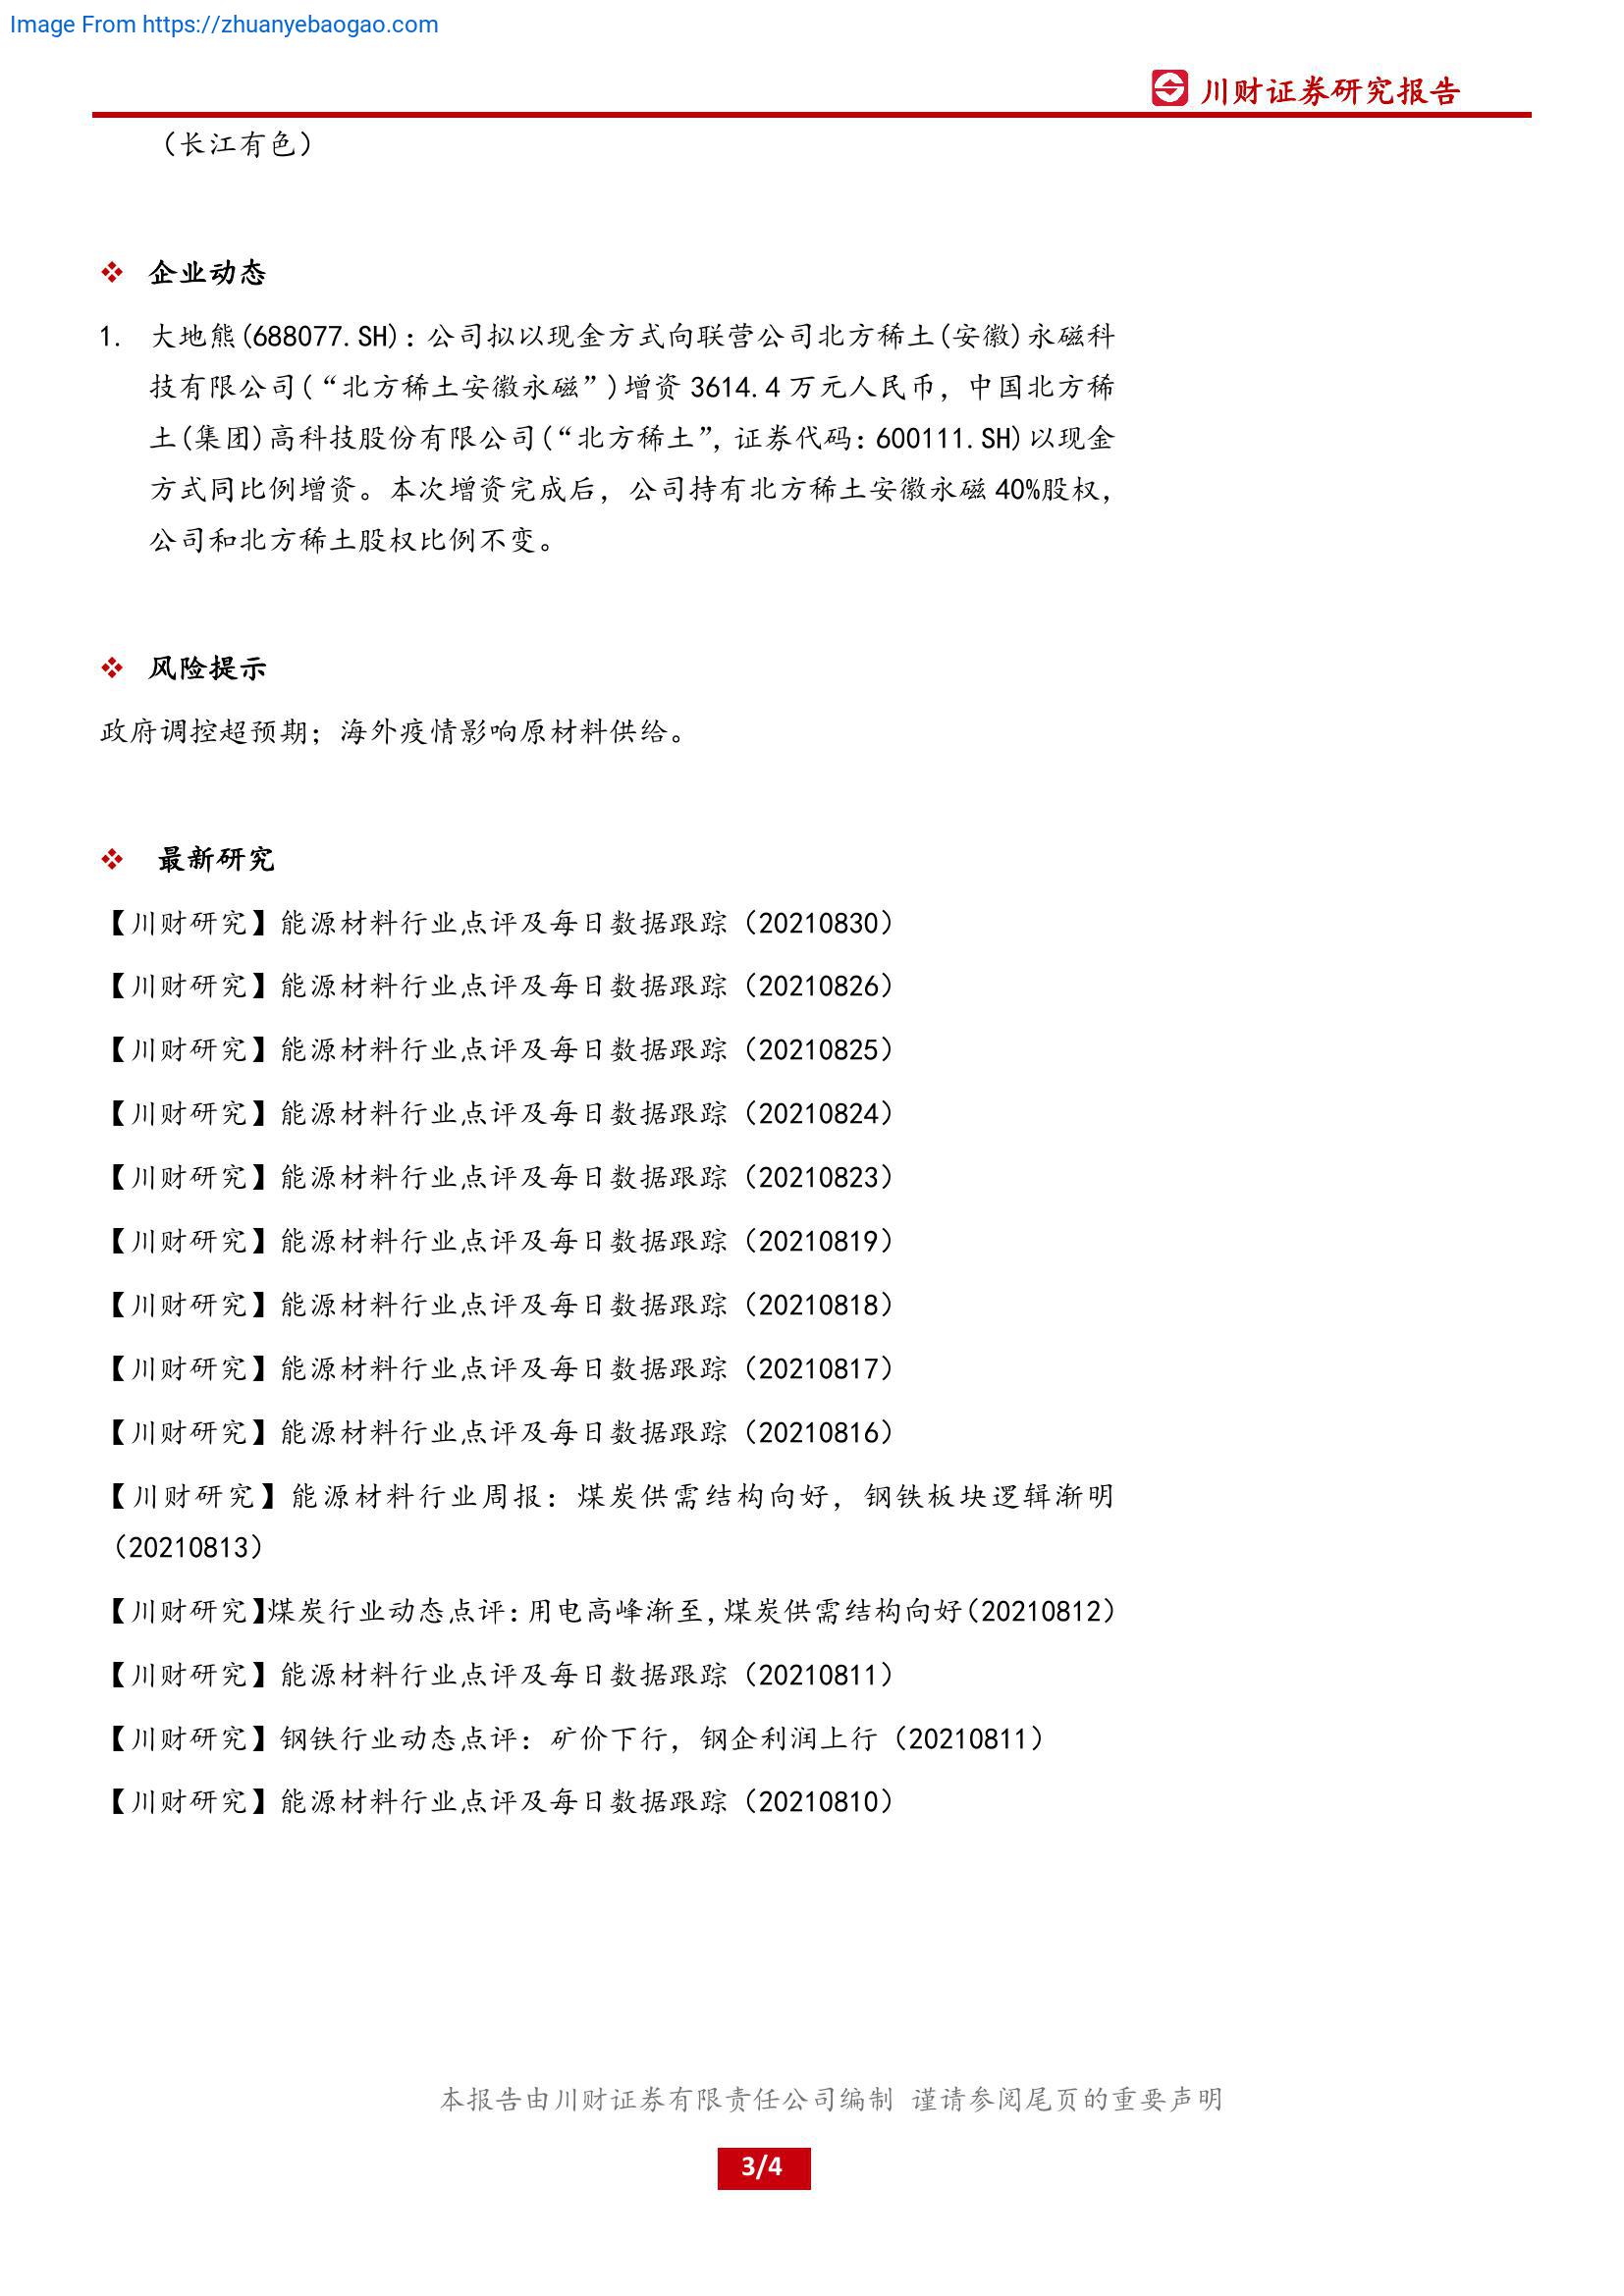 Image From https://zhuanyebaogao.com
川财证券研究报告
（长江有色）
企业动态
1. 大地熊(688077.SH)：公司拟以现金方式向联营公司北方稀土(安徽)永磁科
技有限公司(“北方稀土安徽永磁”)增资 3614.4 万元人民币，中国北方稀
土(集团)高科技股份有限公司(“北方稀土”,证券代码：600111.SH)以现金
方式同比例增资。本次增资完成后，公司持有北方稀土安徽永磁 40%股权，
公司和北方稀土股权比例不变。
风险提示
政府调控超预期；海外疫情影响原材料供给。
最新研究
【川财研究】能源材料行业点评及每日数据跟踪（20210830）
【川财研究】能源材料行业点评及每日数据跟踪（20210826）
【川财研究】能源材料行业点评及每日数据跟踪（20210825）
【川财研究】能源材料行业点评及每日数据跟踪（20210824）
【川财研究】能源材料行业点评及每日数据跟踪（20210823）
【川财研究】能源材料行业点评及每日数据跟踪（20210819）
【川财研究】能源材料行业点评及每日数据跟踪（20210818）
【川财研究】能源材料行业点评及每日数据跟踪（20210817）
【川财研究】能源材料行业点评及每日数据跟踪（20210816）
【川财研究】能源材料行业周报：煤炭供需结构向好，钢铁板块逻辑渐明
（20210813）
【川财研究】煤炭行业动态点评：用电高峰渐至，煤炭供需结构向好（20210812）
【川财研究】能源材料行业点评及每日数据跟踪（20210811）
【川财研究】钢铁行业动态点评：矿价下行，钢企利润上行（20210811）
【川财研究】能源材料行业点评及每日数据跟踪（20210810）
本报告由川财证券有限责任公司编制 谨请参阅尾页的重要声明
3/4